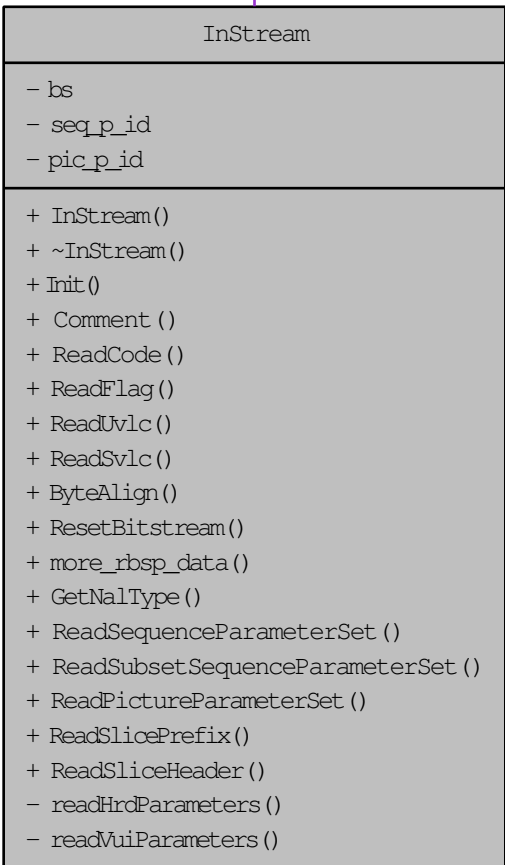 InStream
- bs
- seq_p_id
- pic_p_id
+ InStream()
+ ~InStream()
+ Init()
+ Comment()
+ ReadCode()
+ ReadFlag()
+ ReadUvlc()
+ ReadSvlc()
+ ByteAlign()
+ ResetBitstream()
+ more_rbsp_data()
+ GetNalType()
+ ReadSequenceParameterSet()
+ ReadSubsetSequenceParameterSet()
+ ReadPictureParameterSet()
+ ReadSlicePrefix()
+ ReadSliceHeader()
- readHrdParameters()
- readVuiParameters()